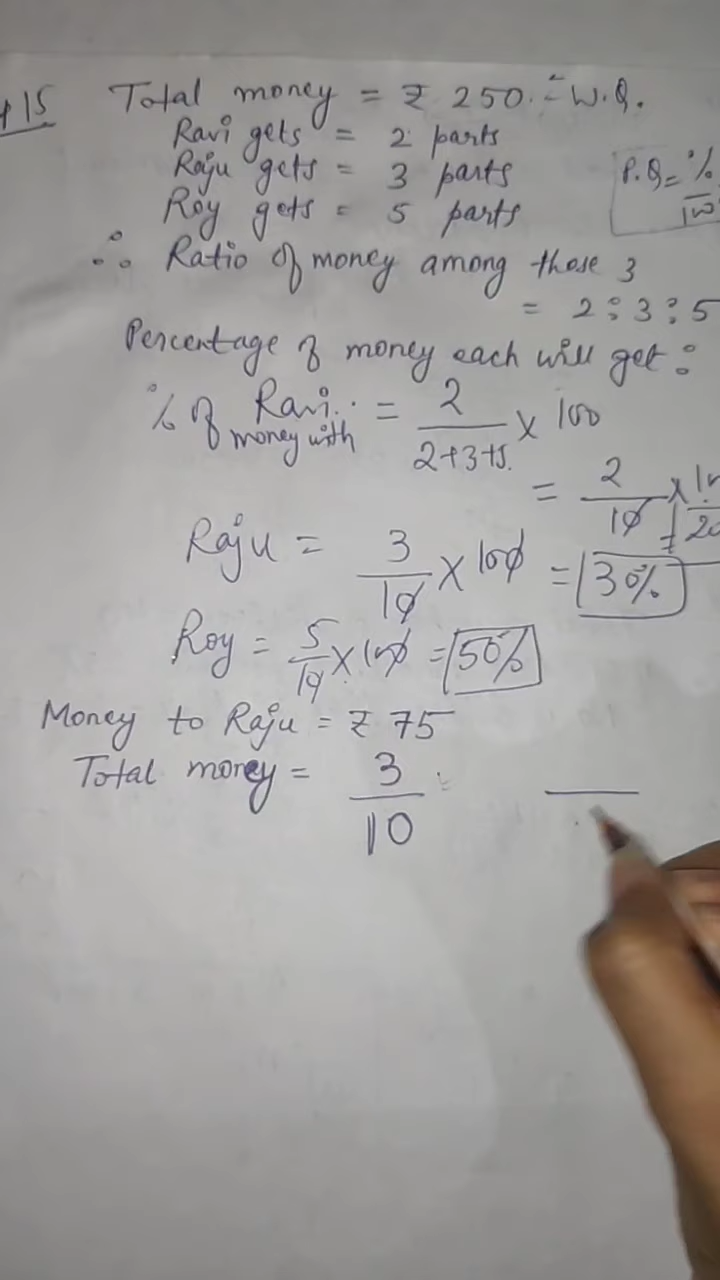 15 Total money = ₹ 250. = W.Q.
Ravi gets = 2 parts
Raju gets = 3 parts
Roy gets = 5 parts
P.Q = %
∴ Ratio of money among those 3
= 2 : 3 : 5
Percentage of money each will get :
% of money with Ravi = 2/(2+3+5) × 100
= 2/10 ×
Raju = 3/10 × 100 = 30%
Roy = 5/10 × 100 = 50%
Money to Raju = ₹ 75
Total money = 3/10